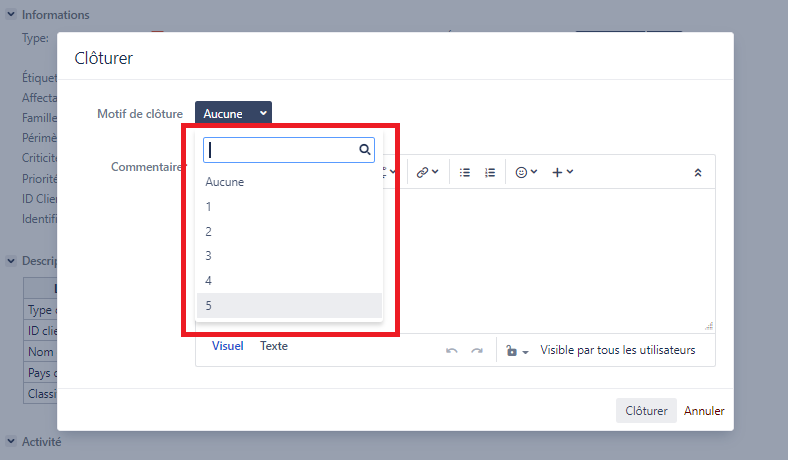 Informations
Type:
Clôturer
Étiquet
Affecta
Famille
Périmè
Criticité
Priorité
ID Clien
Identifi
Motif de clôture
Aucune
Commentaire
Aucune
1
2
3
4
5
Descrip
Type d
ID clie
Nom
Pays d
Classi
Visuel
Texte
Visible par tous les utilisateurs
Clôturer
Annuler
Activité